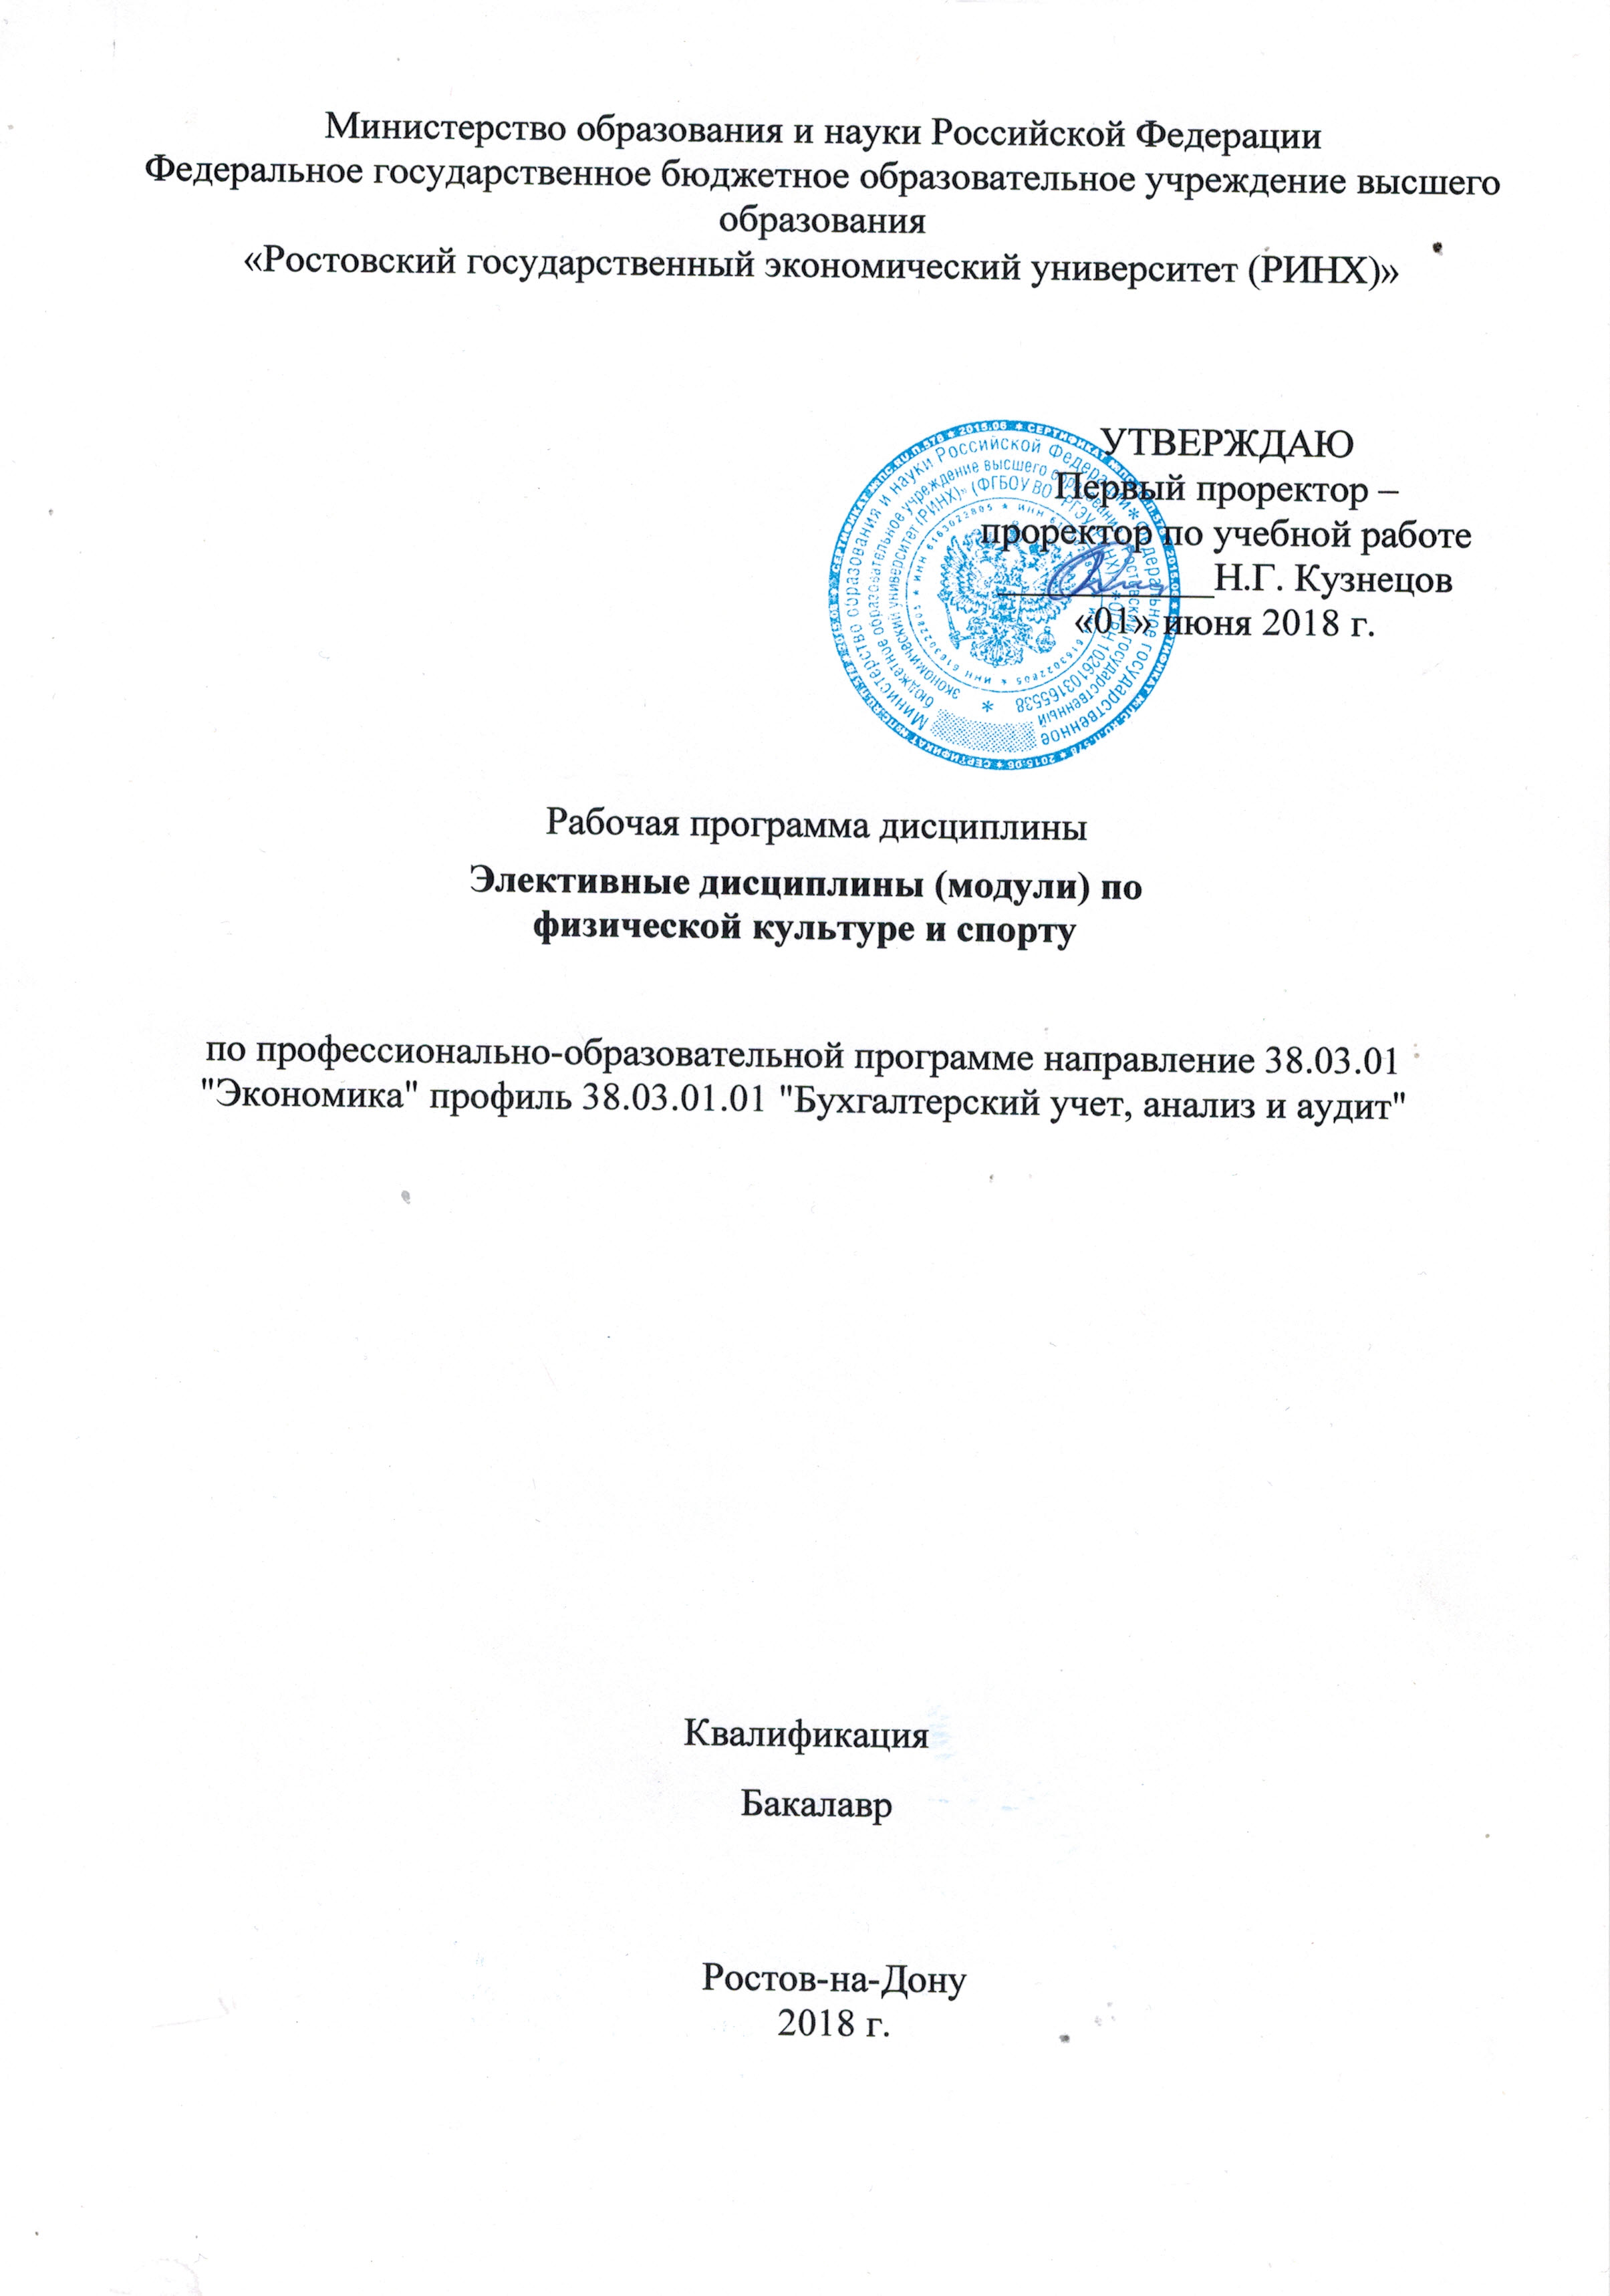 Министерство образования и науки Российской Федерации
Федеральное государственное бюджетное образовательное учреждение высшего
образования
«Ростовский государственный экономический университет (РИНХ)»
УТВЕРЖДАЮ
Первый проректор –
проректор по учебной работе
Н.Г. Кузнецов
«01» июня 2018 г.
Рабочая программа дисциплины
Элективные дисциплины (модули) по
физической культуре и спорту
по профессионально-образовательной программе направление 38.03.01
"Экономика" профиль 38.03.01.01 "Бухгалтерский учет, анализ и аудит"
Квалификация
Бакалавр
Ростов-на-Дону
2018 г.